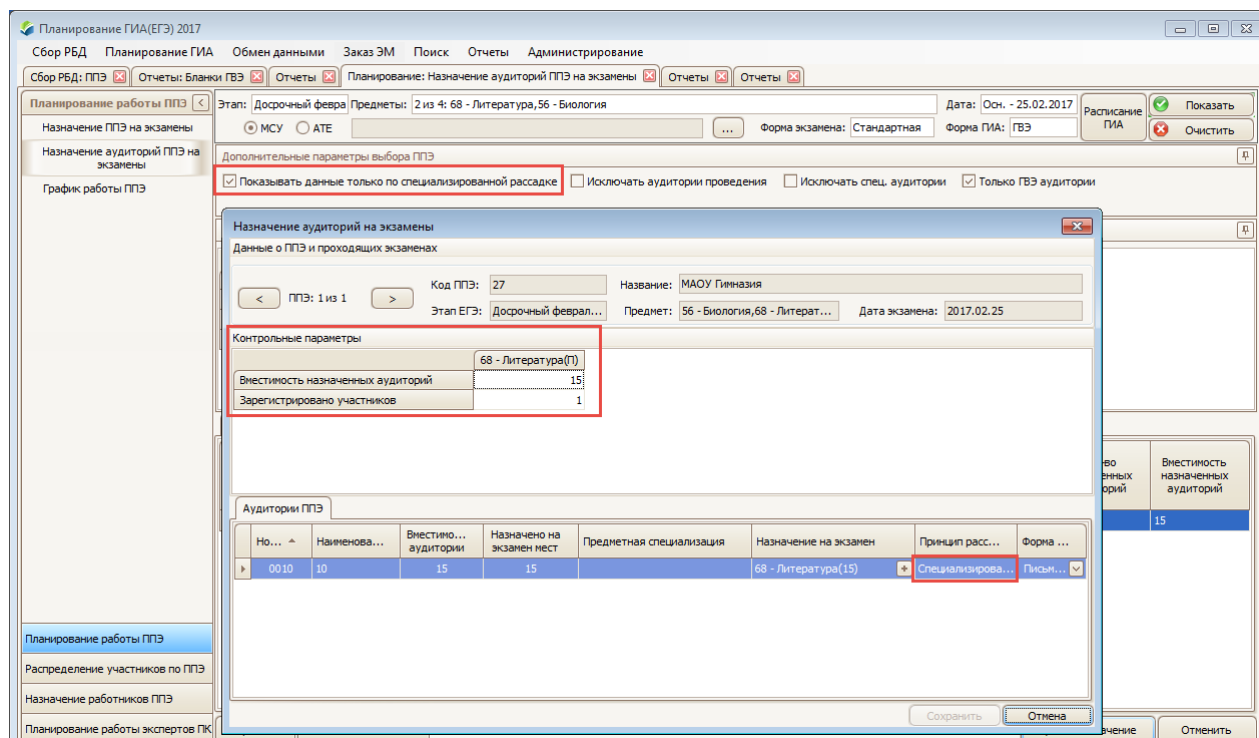 Планирование ГИА(ЕГЭ) 2017
Сбор РБД Планирование ГИА Обмен данными Заказ ЭМ Поиск Отчеты Администрирование
Сбор РБД: ППЭ Отчеты: Бланки ГВЭ Отчеты Планирование: Назначение аудиторий ППЭ на экзамены Отчеты Отчеты
Планирование работы ППЭ <
Назначение ППЭ на экзамены
Назначение аудиторий ППЭ на
экзамены
График работы ППЭ
Этап: Досрочный февра Предметы: 2 из 4: 68 - Литература,56 - Биология Дата: Осн. - 25.02.2017
МСУ АТЕ ... Форма экзамена: Стандартная Форма ГИА: ГВЭ
Расписание
ГИА
Показать
Очистить
Дополнительные параметры выбора ППЭ
Показывать данные только по специализированной рассадке Исключать аудитории проведения Исключать спец. аудитории Только ГВЭ аудитории
Назначение аудиторий на экзамены
Данные о ППЭ и проходящих экзаменах
< ППЭ: 1 из 1 >
Код ППЭ: 27 Название: МАОУ Гимназия
Этап ЕГЭ: Досрочный феврал... Предмет: 56 - Биология,68 - Литерат... Дата экзамена: 2017.02.25
Контрольные параметры
68 - Литература(П)
Вместимость назначенных аудиторий 15
Зарегистрировано участников 1
Вместимость
назначенных
аудиторий
15
Аудитории ППЭ
Но... Наименова... Вместимо...
аудитории Назначено на
экзамен мест Предметная специализация Назначение на экзамен Принцип расс... Форма ...
0010 10 15 15 68 - Литература(15) + Специализирова... Письм...
Сохранить Отмена
Планирование работы ППЭ
Распределение участников по ППЭ
Назначение работников ППЭ
Планирование работы экспертов ПК
Отменить